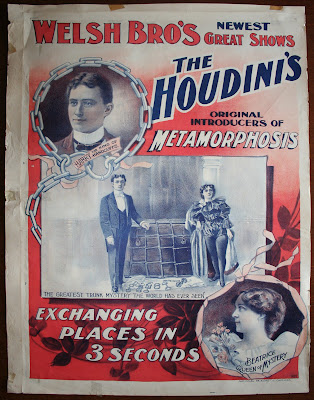 WELSH BRO'S NEWEST
GREAT SHOWS
THE
HOUDINI'S
ORIGINAL
INTRODUCERS OF
METAMORPHOSIS
THE GREATEST TRUNK MYSTERY THE WORLD HAS EVER SEEN
EXCHANGING
PLACES IN
3 SECONDS
BEATRICE
QUEEN OF MYSTERY